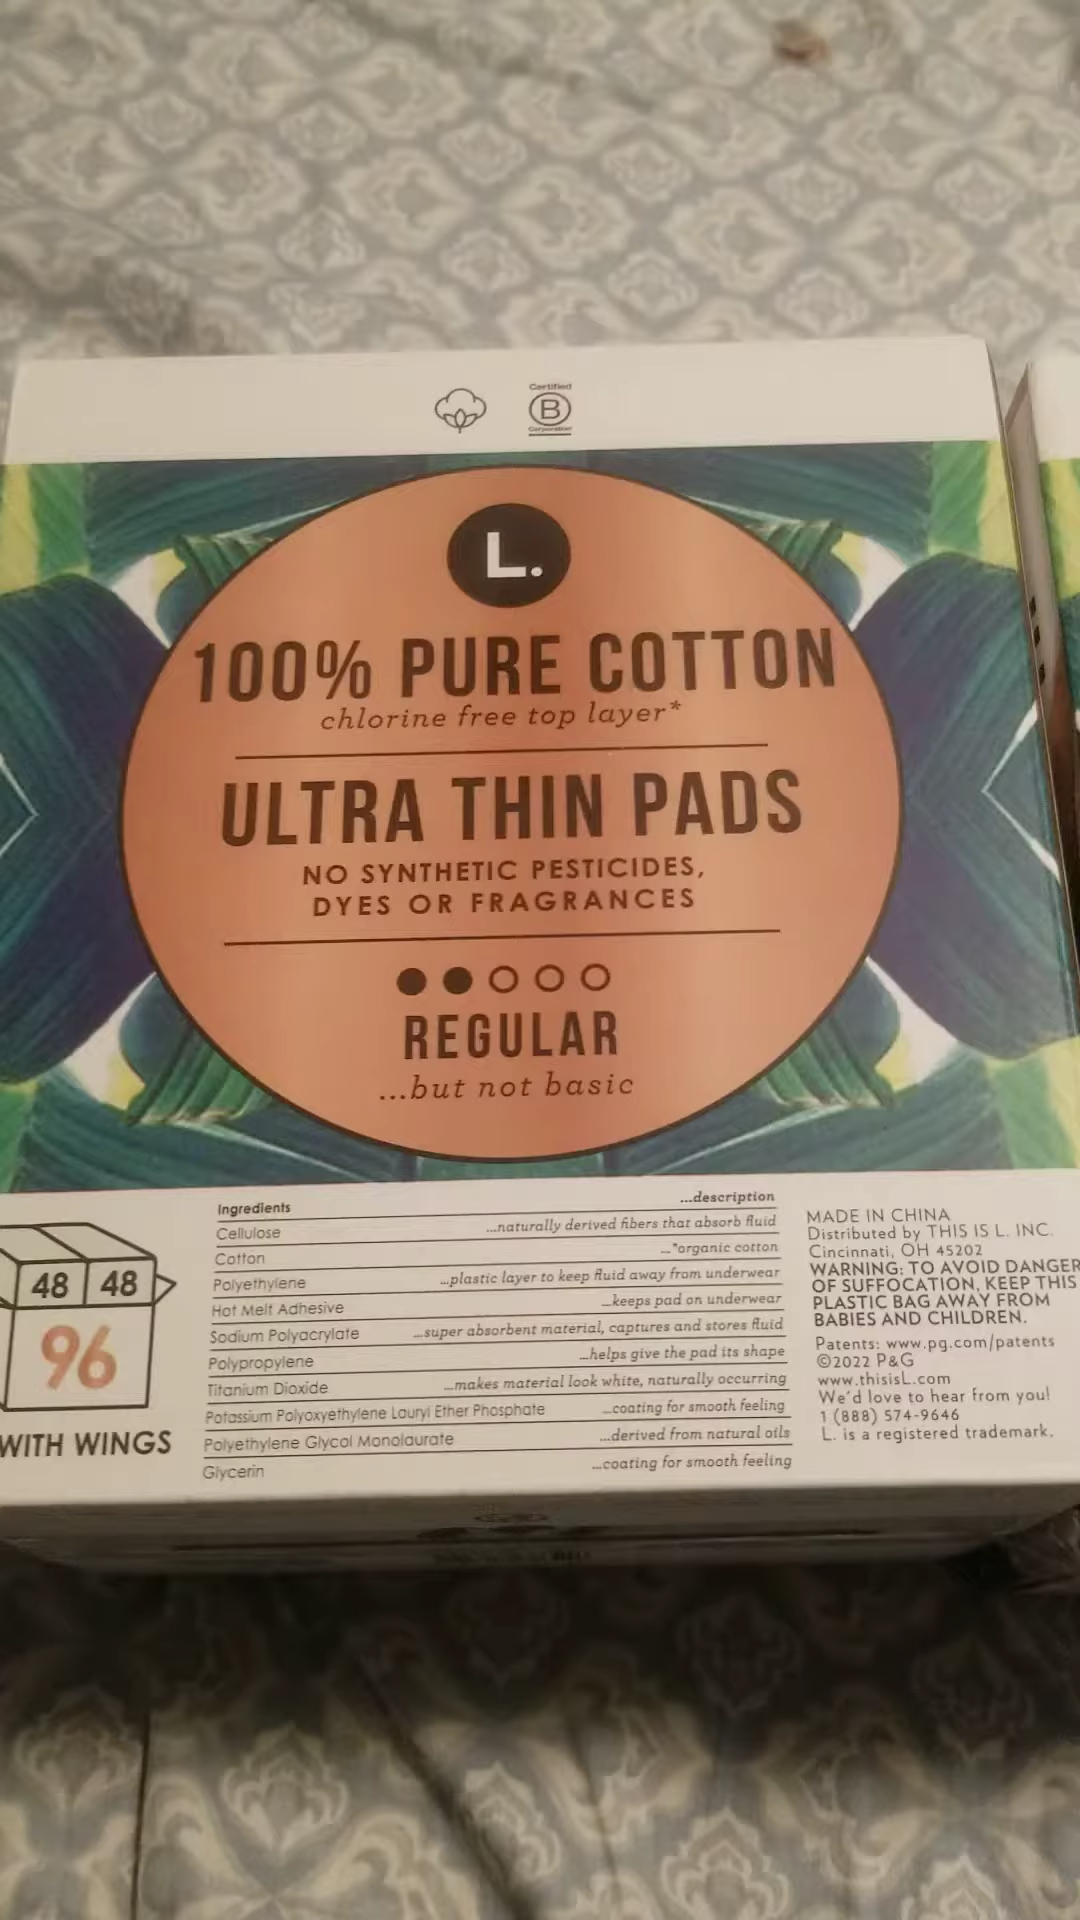 Certified
B
Corporation
L.
100% PURE COTTON
chlorine free top layer*
ULTRA THIN PADS
NO SYNTHETIC PESTICIDES,
DYES OR FRAGRANCES
REGULAR
...but not basic
48 48
96
WITH WINGS
Ingredients ...description
Cellulose ...naturally derived fibers that absorb fluid
Cotton ...*organic cotton
Polyethylene ...plastic layer to keep fluid away from underwear
Hot Melt Adhesive ...keeps pad on underwear
Sodium Polyacrylate ...super absorbent material, captures and stores fluid
Polypropylene ...helps give the pad its shape
Titanium Dioxide ...makes material look white, naturally occurring
Potassium Polyoxyethylene Lauryl Ether Phosphate ...coating for smooth feeling
Polyethylene Glycol Monolaurate ...derived from natural oils
Glycerin ...coating for smooth feeling
MADE IN CHINA
Distributed by THIS IS L. INC.
Cincinnati, OH 45202
WARNING: TO AVOID DANGER
OF SUFFOCATION, KEEP THIS
PLASTIC BAG AWAY FROM
BABIES AND CHILDREN.
Patents: www.pg.com/patents
©2022 P&G
www.thisisL.com
We'd love to hear from you!
1 (888) 574-9646
L. is a registered trademark.